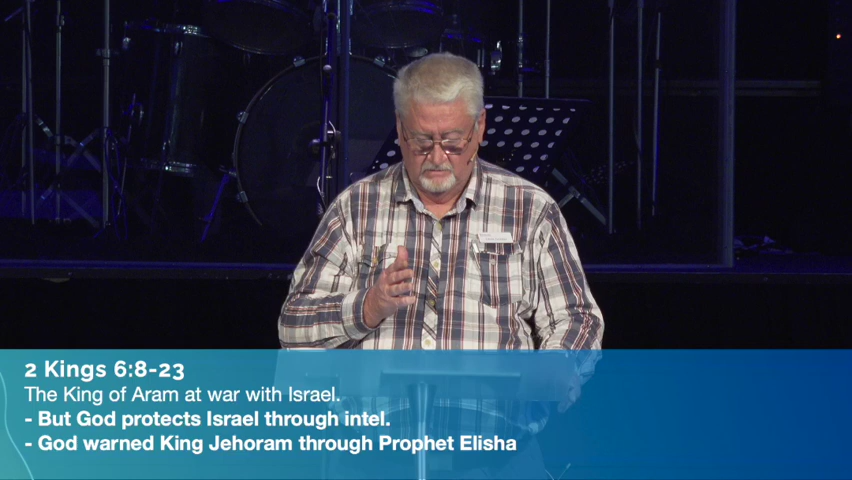 2 Kings 6:8-23
The King of Aram at war with Israel.
- But God protects Israel through intel.
- God warned King Jehoram through Prophet Elisha